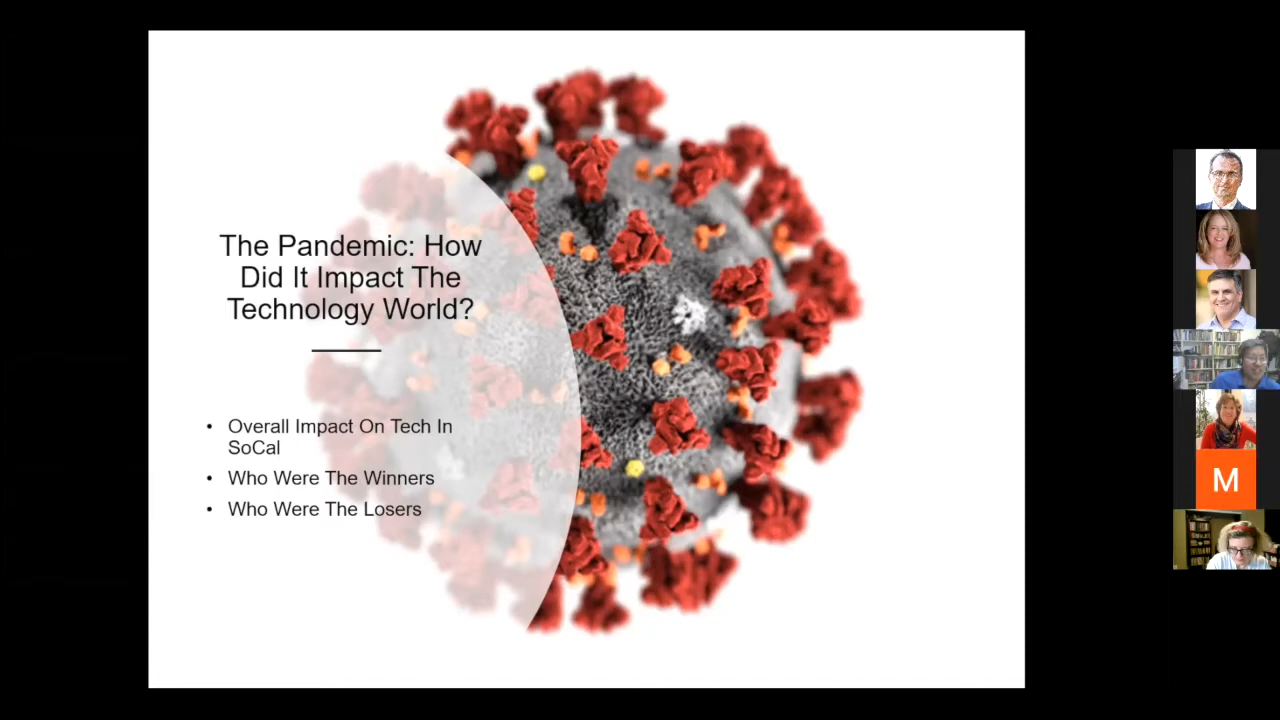 The Pandemic: How
Did It Impact The
Technology World?
• Overall Impact On Tech In
SoCal
• Who Were The Winners
• Who Were The Losers
M